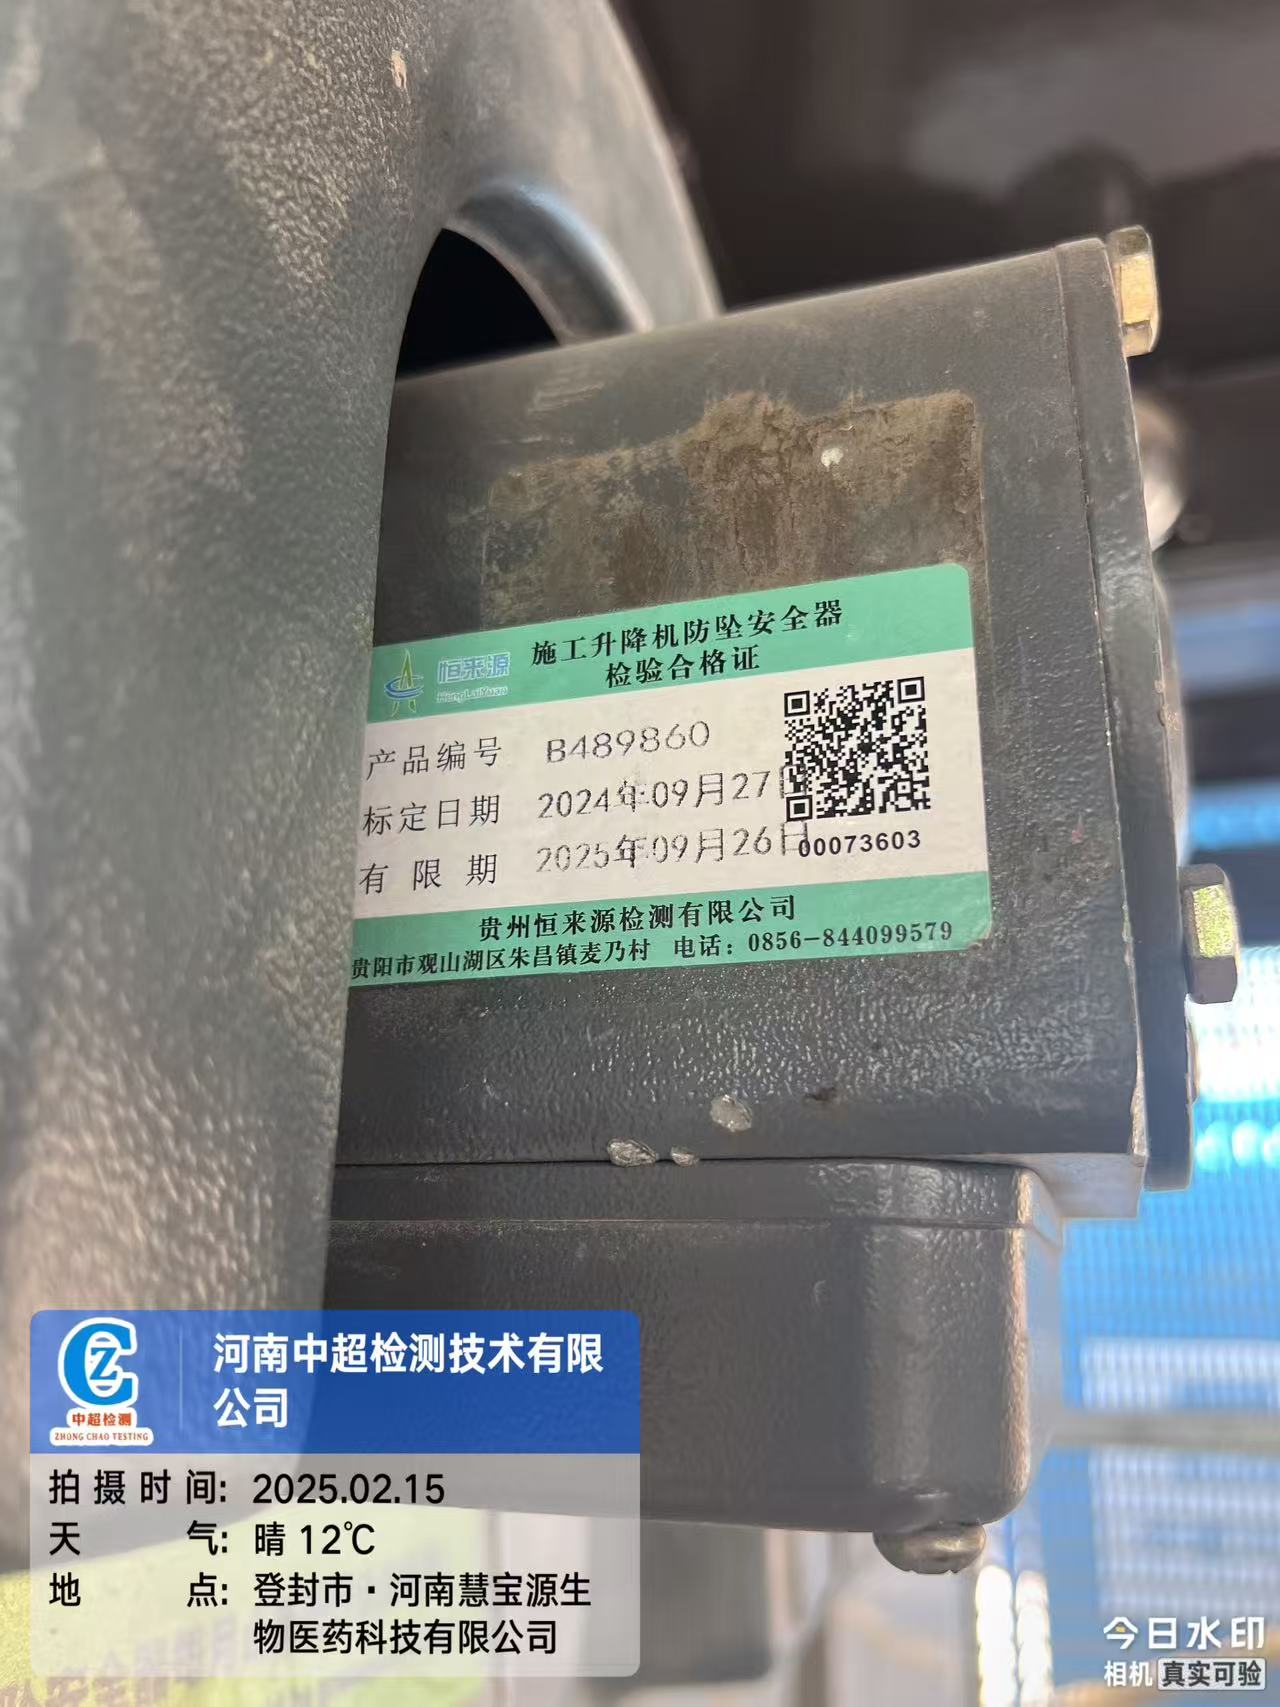 恒来源
HengLaiYuan
施工升降机防坠安全器
检验合格证
产品编号 B489860
标定日期 2024年09月27日
有限期 2025年09月26日
00073603
贵州恒来源检测有限公司
贵阳市观山湖区朱昌镇麦乃村 电话：0856-844099579
CZ
中超检测
ZHONG CHAO TESTING
河南中超检测技术有限
公司
拍摄时间: 2025.02.15
天气: 晴 12℃
地点: 登封市·河南慧宝源生
物医药科技有限公司
今日水印
相机 真实可验